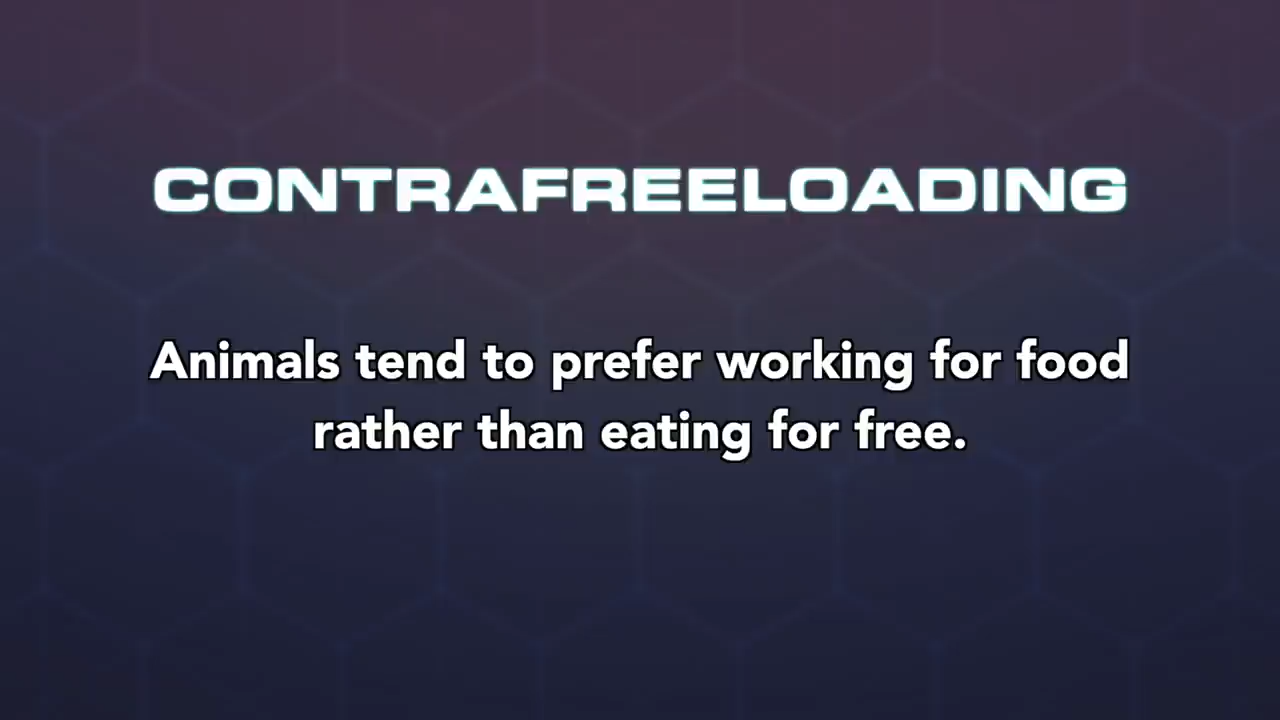 CONTRAFREELOADING
Animals tend to prefer working for food
rather than eating for free.